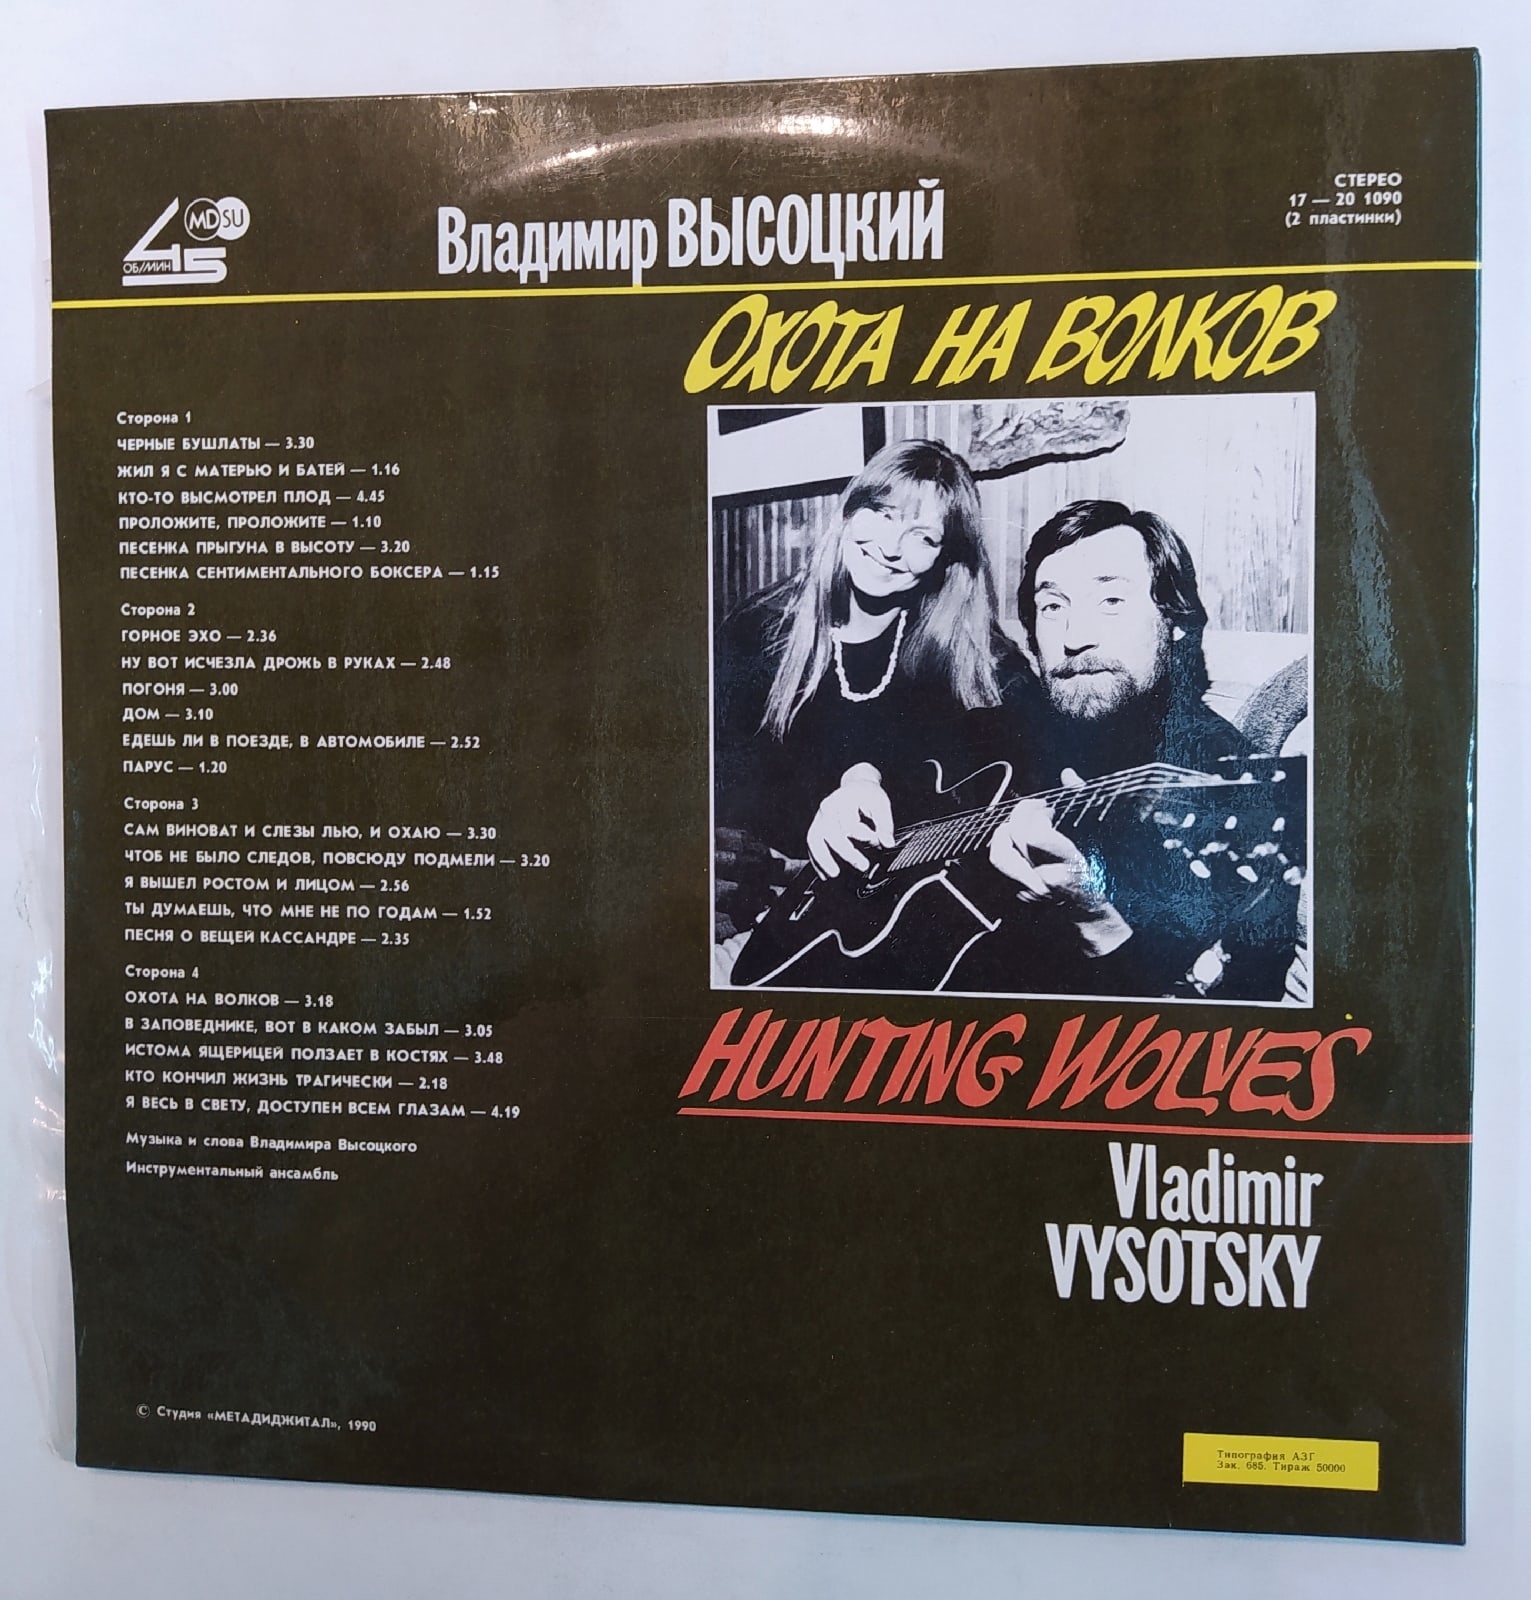 MD SU
45
ОБ/МИН
Владимир ВЫСОЦКИЙ
СТЕРЕО
17 — 20 1090
(2 пластинки)
ОХОТА НА ВОЛКОВ
Сторона 1
ЧЕРНЫЕ БУШЛАТЫ — 3.30
ЖИЛ Я С МАТЕРЬЮ И БАТЕЙ — 1.16
КТО-ТО ВЫСМОТРЕЛ ПЛОД — 4.45
ПРОЛОЖИТЕ, ПРОЛОЖИТЕ — 1.10
ПЕСЕНКА ПРЫГУНА В ВЫСОТУ — 3.20
ПЕСЕНКА СЕНТИМЕНТАЛЬНОГО БОКСЕРА — 1.15
Сторона 2
ГОРНОЕ ЭХО — 2.36
НУ ВОТ ИСЧЕЗЛА ДРОЖЬ В РУКАХ — 2.48
ПОГОНЯ — 3.00
ДОМ — 3.10
ЕДЕШЬ ЛИ В ПОЕЗДЕ, В АВТОМОБИЛЕ — 2.52
ПАРУС — 1.20
Сторона 3
САМ ВИНОВАТ И СЛЕЗЫ ЛЬЮ, И ОХАЮ — 3.30
ЧТОБ НЕ БЫЛО СЛЕДОВ, ПОВСЮДУ ПОДМЕЛИ — 3.20
Я ВЫШЕЛ РОСТОМ И ЛИЦОМ — 2.56
ТЫ ДУМАЕШЬ, ЧТО МНЕ НЕ ПО ГОДАМ — 1.52
ПЕСНЯ О ВЕЩЕЙ КАССАНДРЕ — 2.35
Сторона 4
ОХОТА НА ВОЛКОВ — 3.18
В ЗАПОВЕДНИКЕ, ВОТ В КАКОМ ЗАБЫЛ — 3.05
ИСТОМА ЯЩЕРИЦЕЙ ПОЛЗАЕТ В КОСТЯХ — 3.48
КТО КОНЧИЛ ЖИЗНЬ ТРАГИЧЕСКИ — 2.18
Я ВЕСЬ В СВЕТУ, ДОСТУПЕН ВСЕМ ГЛАЗАМ — 4.19
Музыка и слова Владимира Высоцкого
Инструментальный ансамбль
HUNTING WOLVES
Vladimir
VYSOTSKY
© Студия «МЕТАДИДЖИТАЛ», 1990
Типография АЗГ
Зак. 685. Тираж 50000